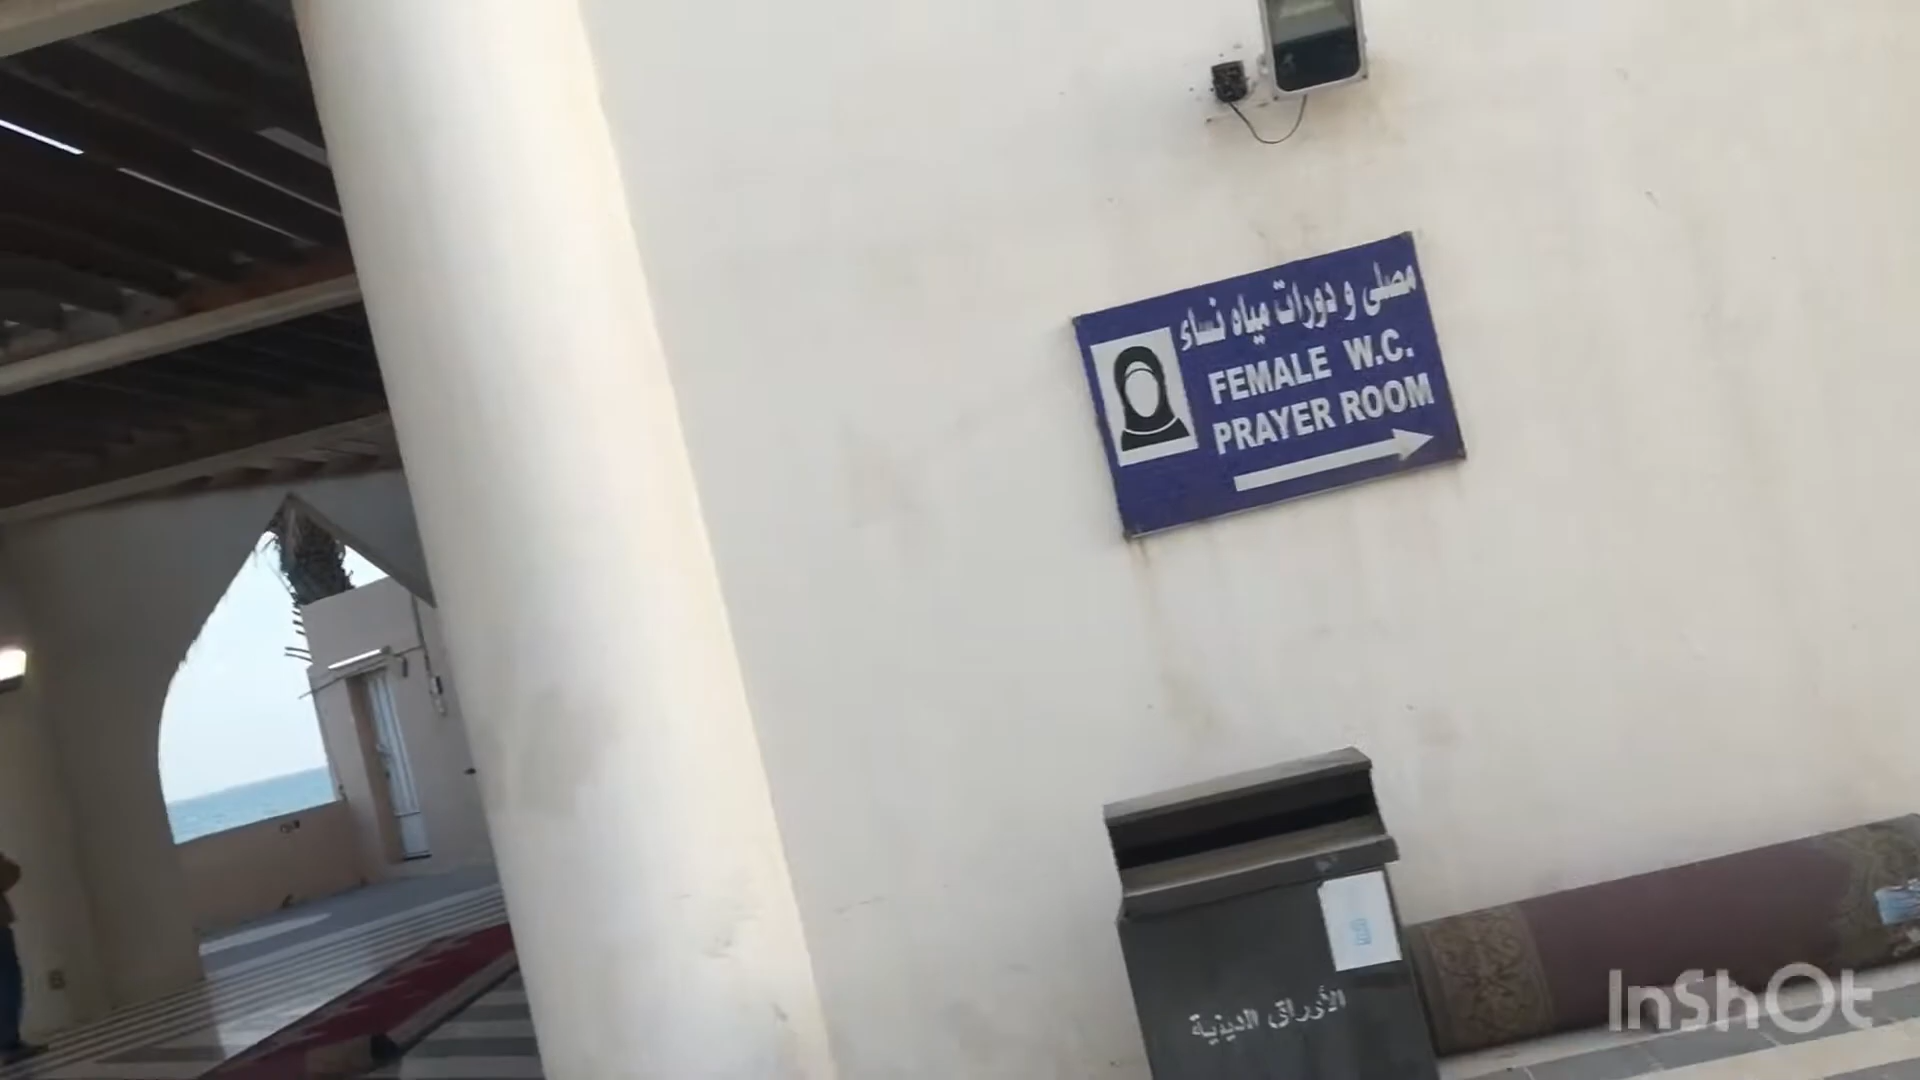 مصلى و دورات مياه نساء
FEMALE W.C.
PRAYER ROOM
الأوراق الدينية
InShOt